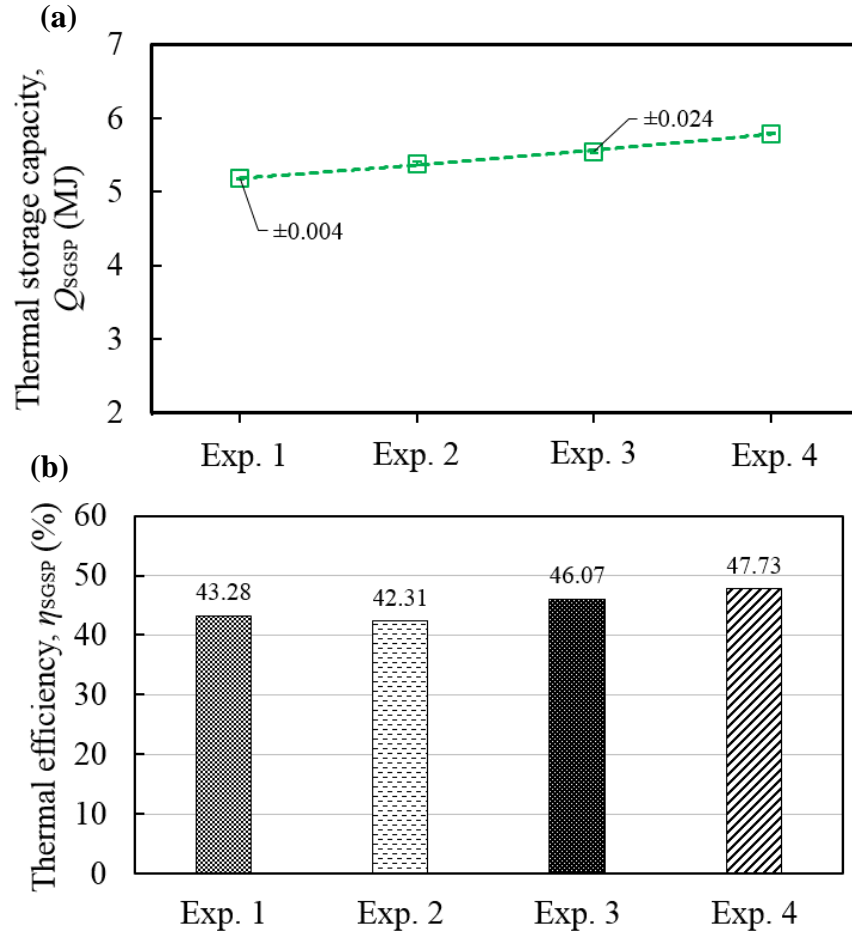 (a)
Thermal storage capacity,
QSGSP (MJ)
7
6
5
4
3
2
±0.004
±0.024
Exp. 1
Exp. 2
Exp. 3
Exp. 4
(b)
Thermal efficiency, ηSGSP (%)
60
50
40
30
20
10
0
43.28
42.31
46.07
47.73
Exp. 1
Exp. 2
Exp. 3
Exp. 4